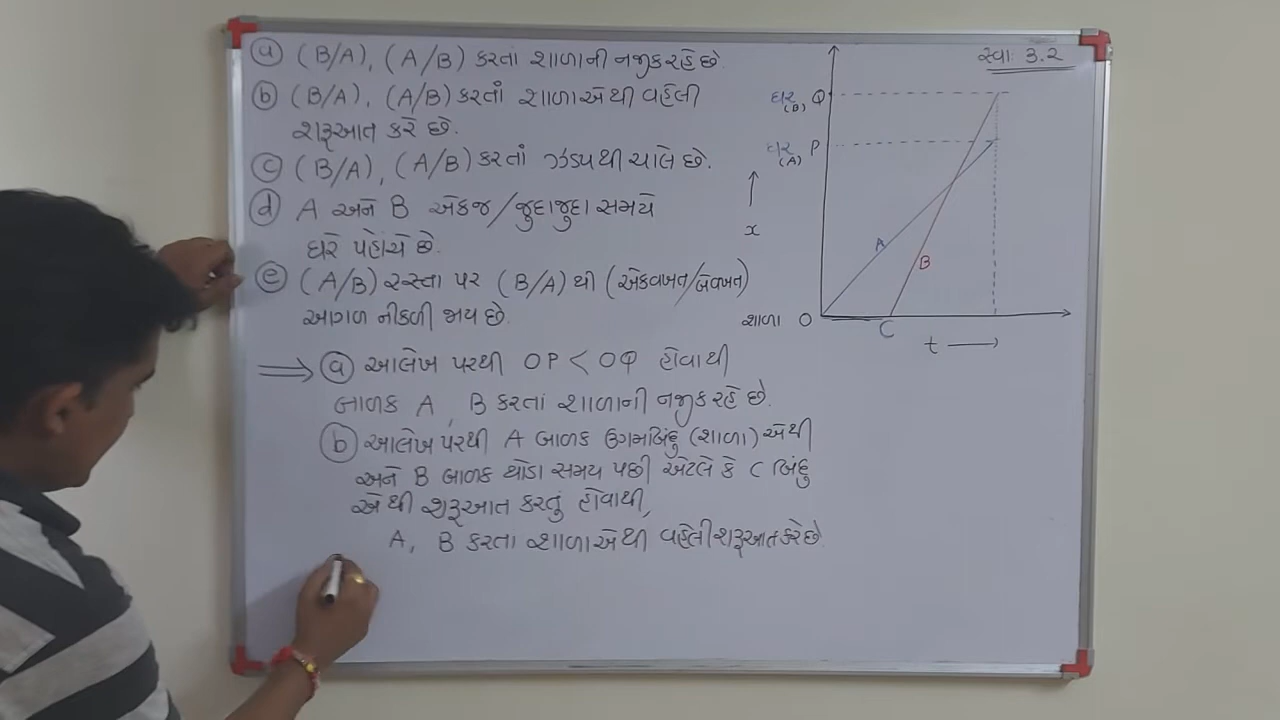 ⓐ (B/A), (A/B) કરતાં શાળાની નજીક રહે છે.
ⓑ (B/A), (A/B) કરતાં શાળાએથી વહેલી
શરૂઆત કરે છે.
ⓒ (B/A), (A/B) કરતાં ઝડપથી ચાલે છે.
ⓓ A અને B એકજ/જુદાજુદા સમયે
ઘરે પહોંચે છે.
ⓔ (A/B) રસ્તા પર (B/A) થી (એકવખત/બેવખત)
આગળ નીકળી જાય છે.
⇒ ⓐ આલેખ પરથી OP < OQ હોવાથી
બાળક A, B કરતાં શાળાની નજીક રહે છે.
ⓑ આલેખ પરથી A બાળક ઉગમબિંદુ (શાળા) એથી
અને B બાળક થોડા સમય પછી એટલે કે C બિંદુ
એથી શરૂઆત કરતું હોવાથી,
A, B કરતા શાળાએથી વહેલી શરૂઆત કરે છે.
સ્વા: 3.2
ઘર (B) Q
ઘર (A) P
x
A
B
શાળા O
C
t